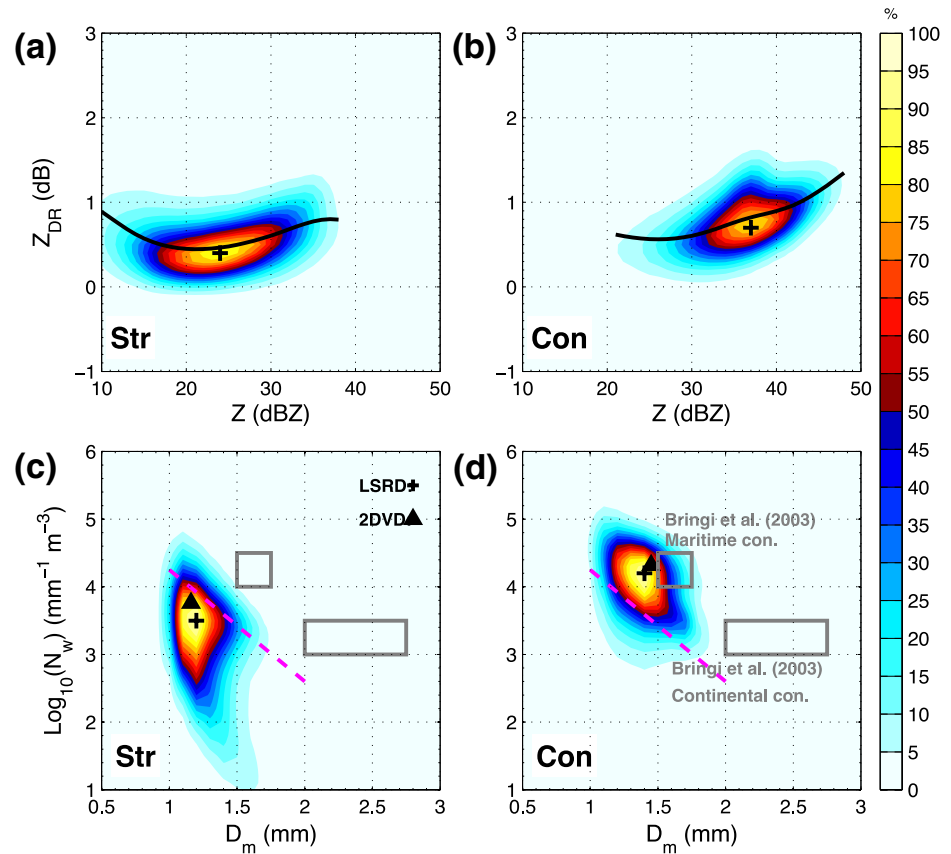 %
(a)
(b)
3
2
1
0
−1
Z_DR (dB)
Str
10 20 30 40 50
Z (dBZ)
3
2
1
0
−1
Con
10 20 30 40 50
Z (dBZ)
100
95
90
85
80
75
70
65
60
55
50
45
40
35
30
25
20
15
10
5
0
(c)
(d)
6
5
4
3
2
1
Log₁₀(N_w) (mm⁻¹ m⁻³)
LSRD
2DVD
Str
0.5 1 1.5 2 2.5 3
D_m (mm)
6
5
4
3
2
1
Bringi et al. (2003)
Maritime con.
Bringi et al. (2003)
Continental con.
Con
0.5 1 1.5 2 2.5 3
D_m (mm)